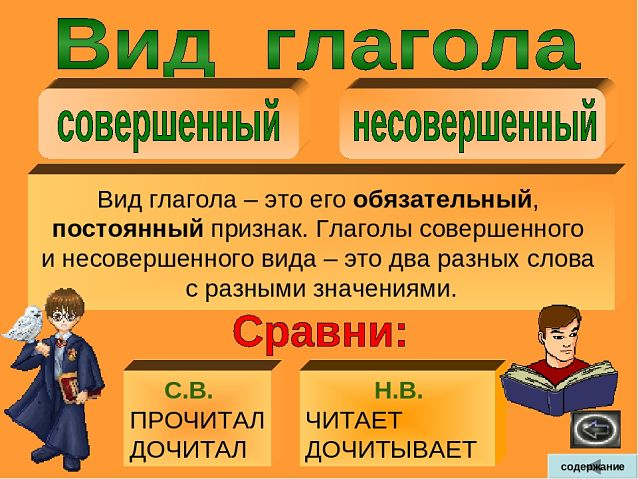 Вид глагола
совершенный
несовершенный
Вид глагола – это его обязательный,
постоянный признак. Глаголы совершенного
и несовершенного вида – это два разных слова
с разными значениями.
Сравни:
С.В.
ПРОЧИТАЛ
ДОЧИТАЛ
Н.В.
ЧИТАЕТ
ДОЧИТЫВАЕТ
содержание